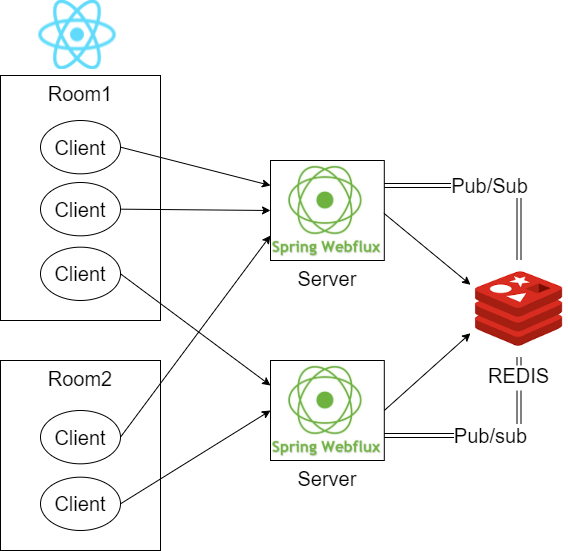 Room1
Client
Client
Client
Spring Webflux
Server
Pub/Sub
REDIS
Room2
Client
Client
Spring Webflux
Server
Pub/sub